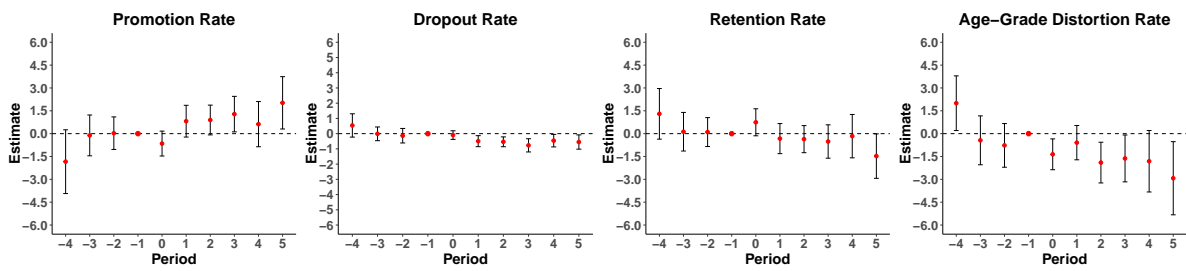 Promotion Rate
Estimate
6.0
4.5
3.0
1.5
0.0
−1.5
−3.0
−4.5
−6.0
−4 −3 −2 −1 0 1 2 3 4 5
Period
Dropout Rate
Estimate
6
5
4
3
2
1
0
−1
−2
−3
−4
−5
−6
−4 −3 −2 −1 0 1 2 3 4 5
Period
Retention Rate
Estimate
6.0
4.5
3.0
1.5
0.0
−1.5
−3.0
−4.5
−6.0
−4 −3 −2 −1 0 1 2 3 4 5
Period
Age−Grade Distortion Rate
Estimate
6.0
4.5
3.0
1.5
0.0
−1.5
−3.0
−4.5
−6.0
−4 −3 −2 −1 0 1 2 3 4 5
Period